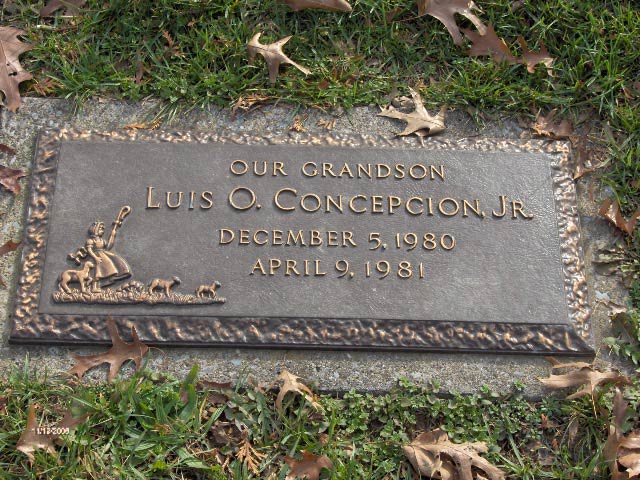 OUR GRANDSON
LUIS O. CONCEPCION, JR.
DECEMBER 5, 1980
APRIL 9, 1981